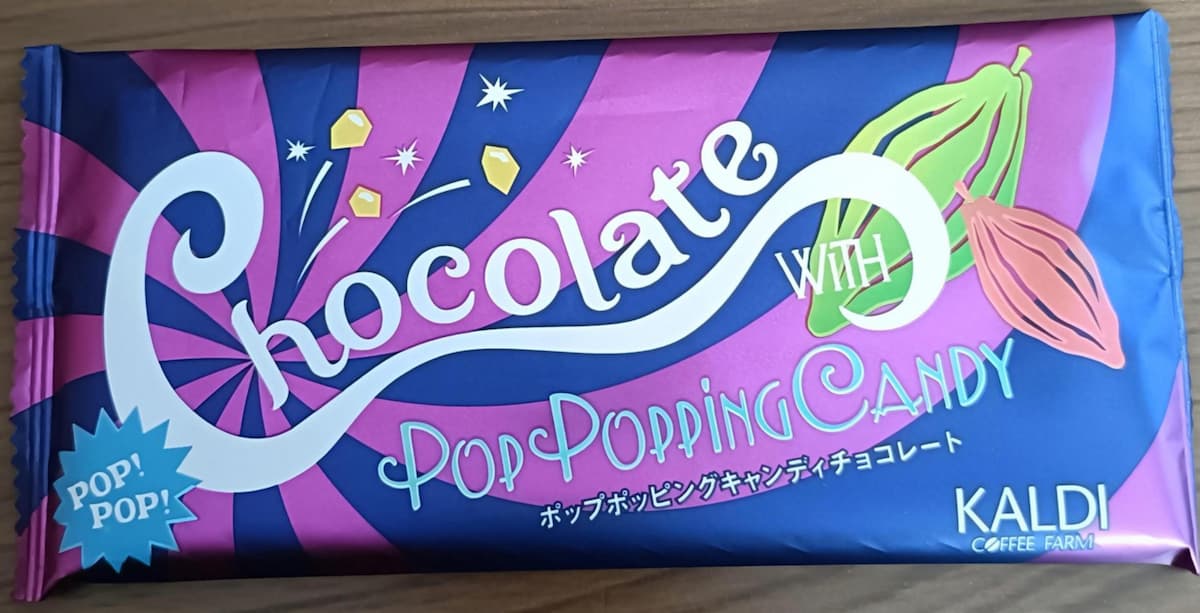 Chocolate
WiTH
POP POPPiNG CANDY
ポップポッピングキャンディチョコレート
POP!
POP!
KALDI
COFFEE FARM